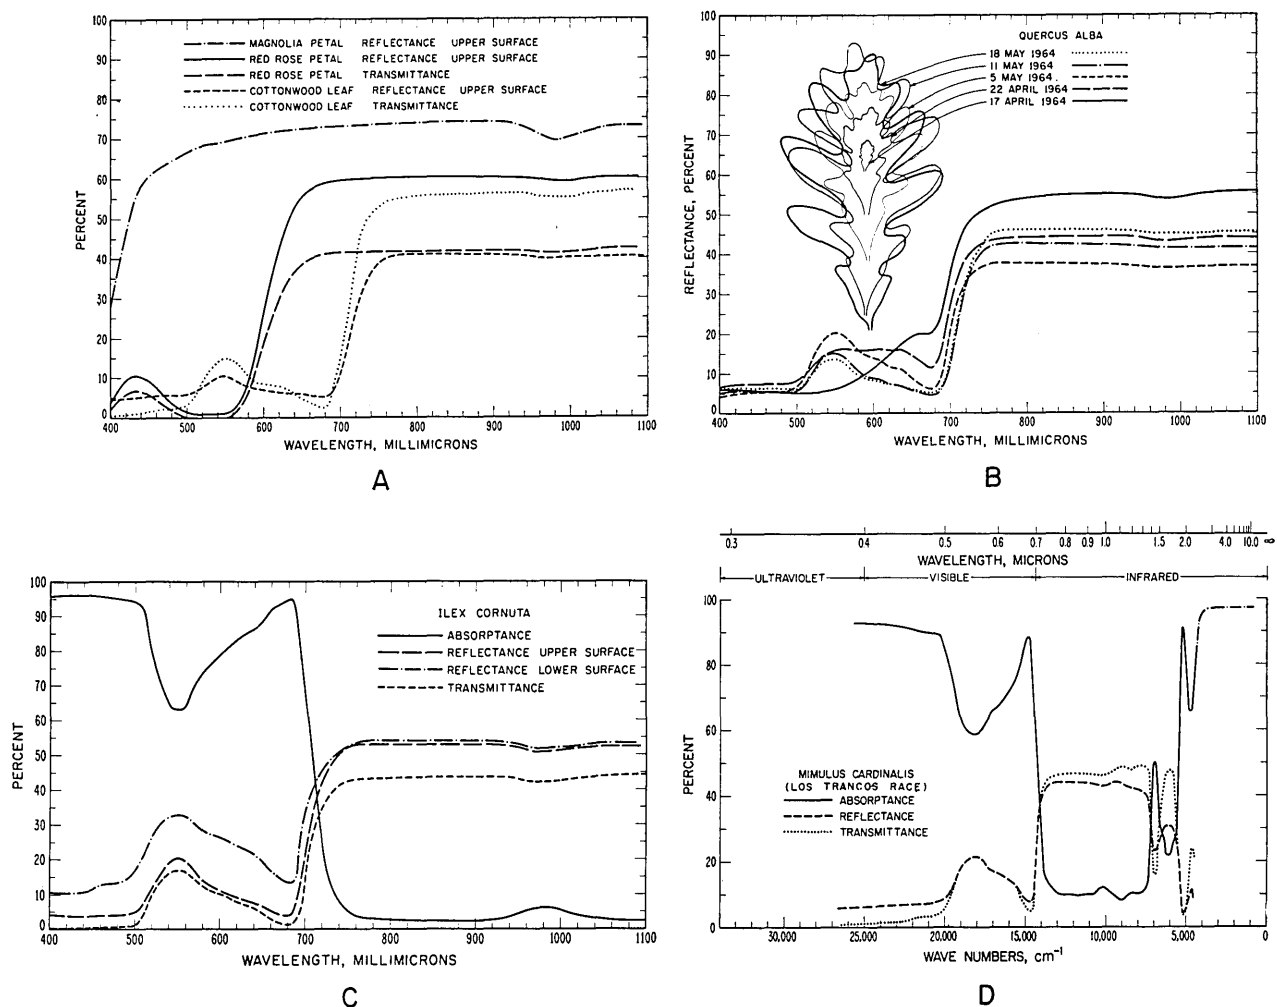 PERCENT
100
90
80
70
60
50
40
30
20
10
0
MAGNOLIA PETAL REFLECTANCE UPPER SURFACE
RED ROSE PETAL REFLECTANCE UPPER SURFACE
RED ROSE PETAL TRANSMITTANCE
COTTONWOOD LEAF REFLECTANCE UPPER SURFACE
COTTONWOOD LEAF TRANSMITTANCE
400 500 600 700 800 900 1000 1100
WAVELENGTH, MILLIMICRONS
A
REFLECTANCE, PERCENT
100
90
80
70
60
50
40
30
20
10
0
QUERCUS ALBA
18 MAY 1964
11 MAY 1964
5 MAY 1964.
22 APRIL 1964
17 APRIL 1964
400 500 600 700 800 900 1000 1100
WAVELENGTH, MILLIMICRONS
B
PERCENT
100
90
80
70
60
50
40
30
20
10
0
ILEX CORNUTA
ABSORPTANCE
REFLECTANCE UPPER SURFACE
REFLECTANCE LOWER SURFACE
TRANSMITTANCE
400 500 600 700 800 900 1000 1100
WAVELENGTH, MILLIMICRONS
C
0.3 0.4 0.5 0.6 0.7 0.8 0.9 1.0 1.5 2.0 4.0 10.0 ∞
WAVELENGTH, MICRONS
ULTRAVIOLET VISIBLE INFRARED
PERCENT
100
80
60
40
20
0
MIMULUS CARDINALIS
(LOS TRANCOS RACE)
ABSORPTANCE
REFLECTANCE
TRANSMITTANCE
30,000 25,000 20,000 15,000 10,000 5,000 0
WAVE NUMBERS, cm⁻¹
D